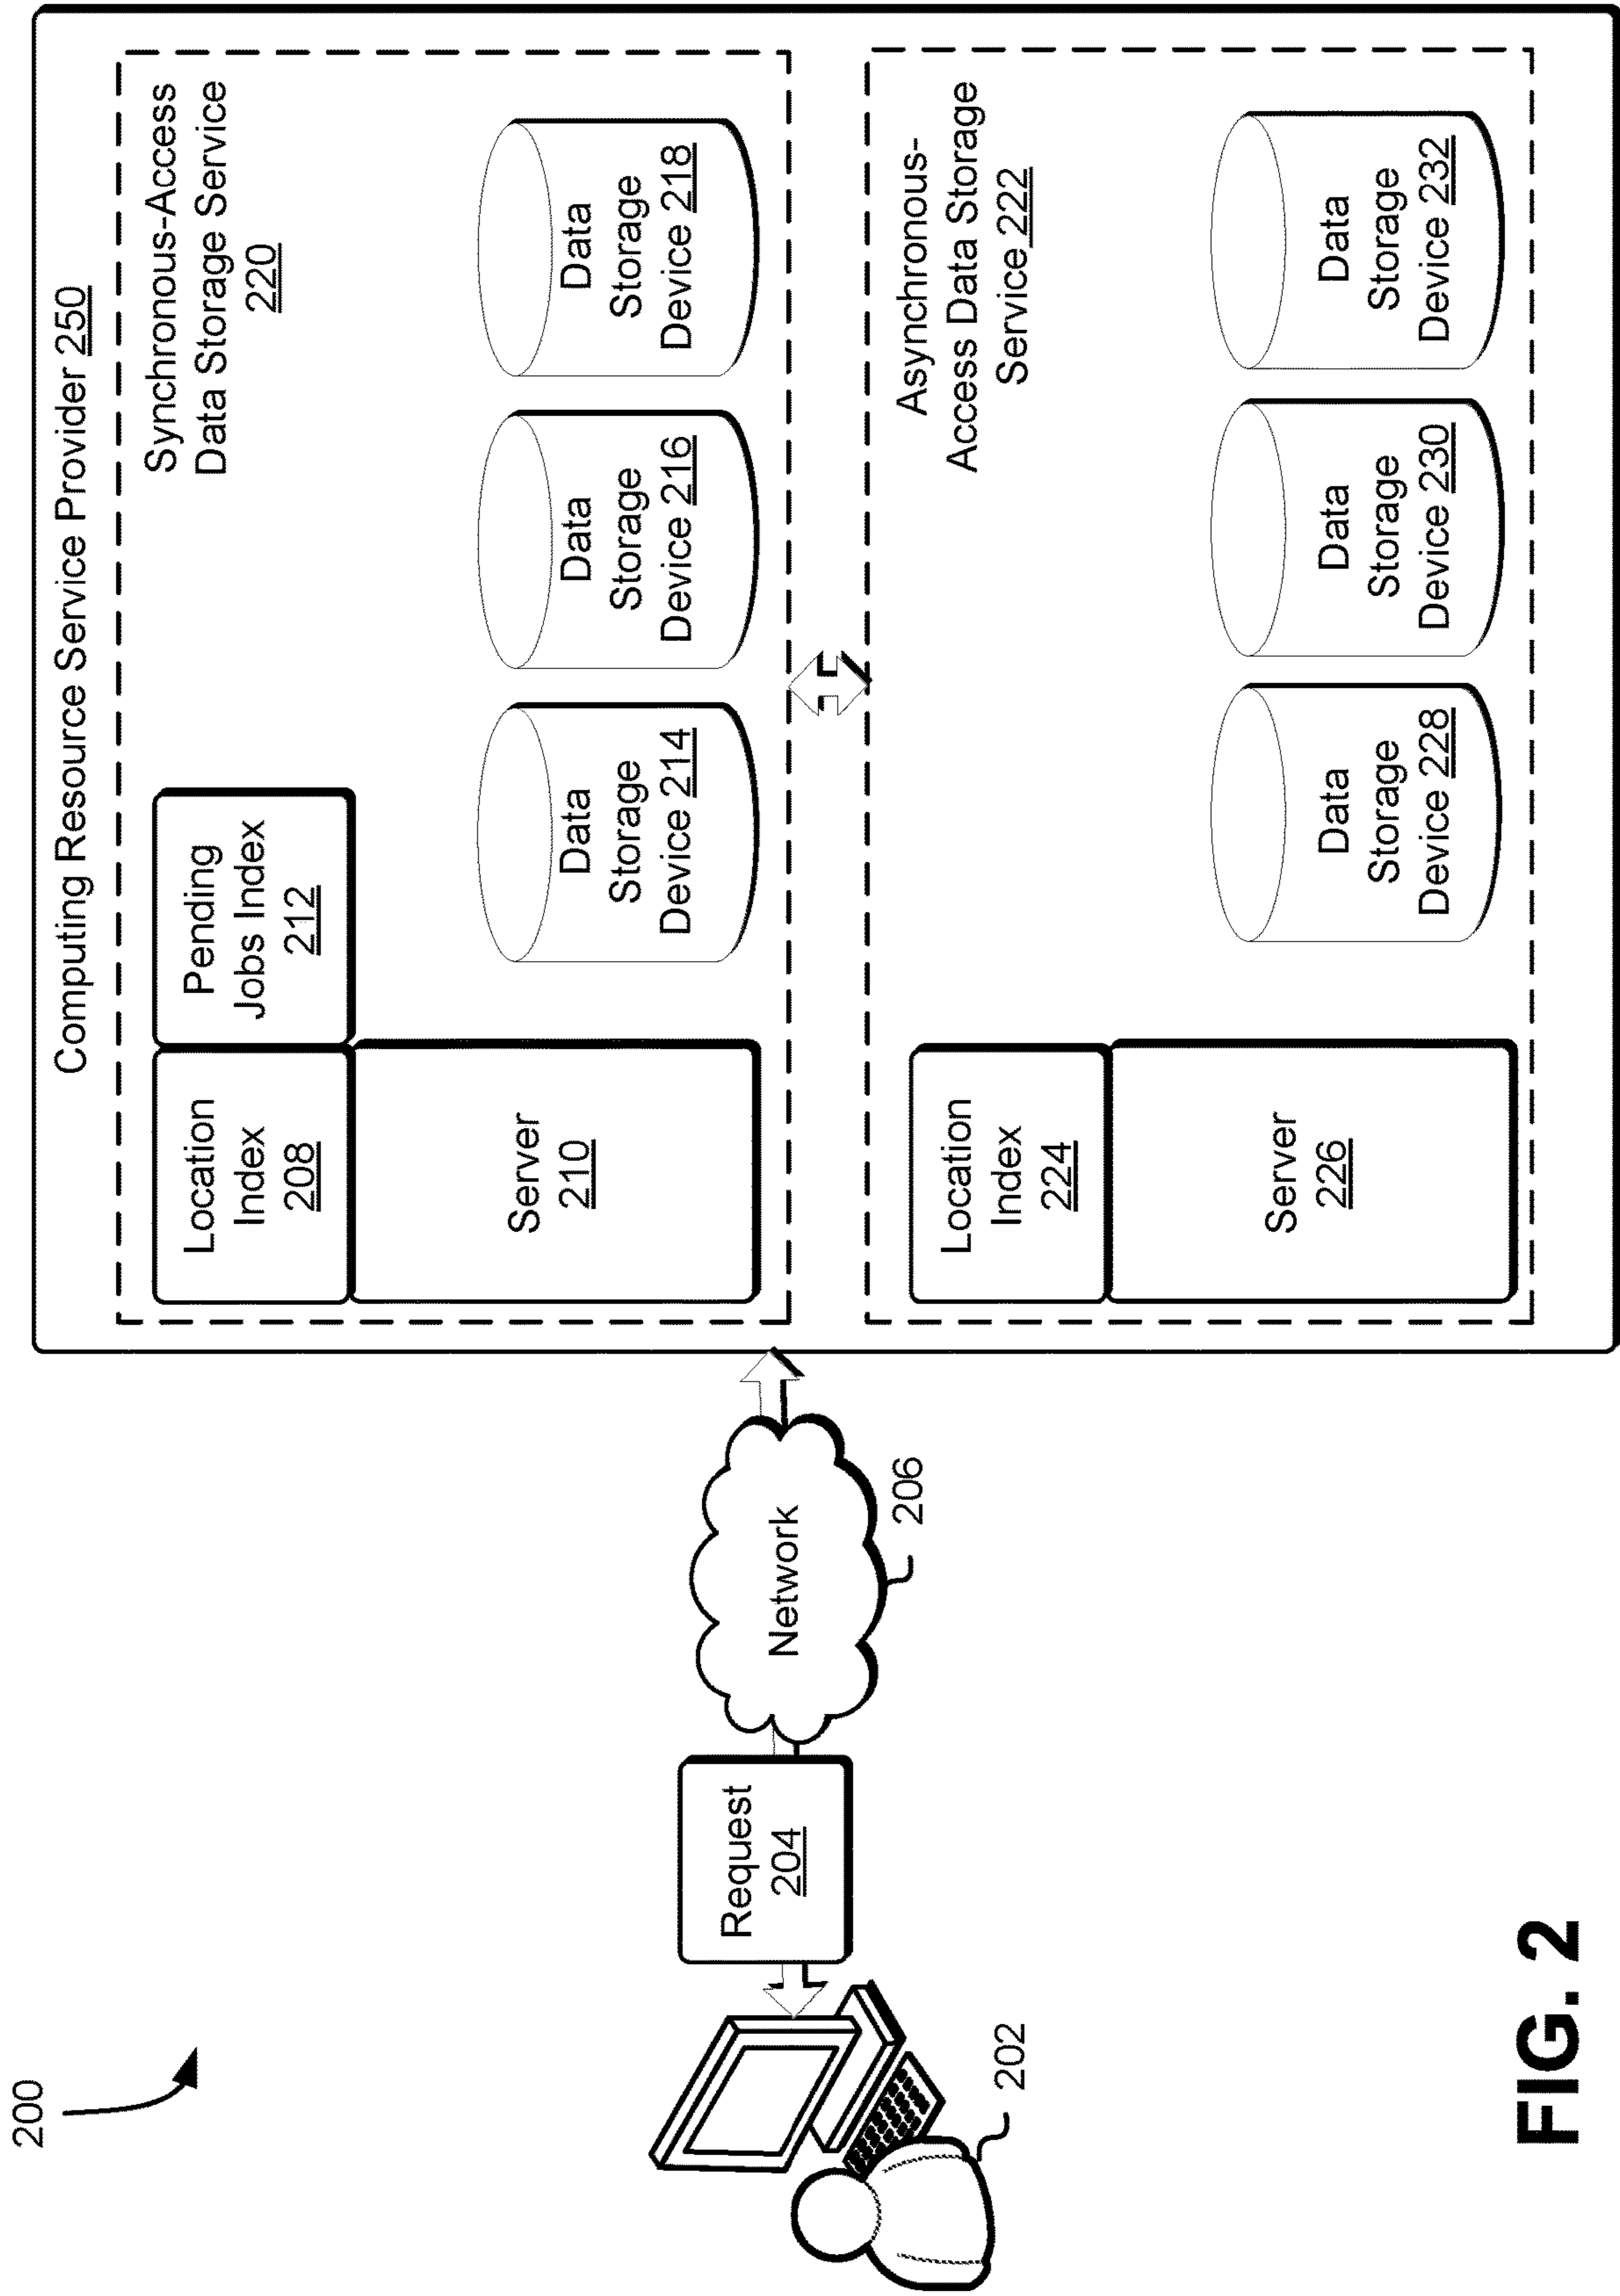 200
Computing Resource Service Provider 250
Synchronous-Access
Data Storage Service
220
Location
Index
208
Pending
Jobs Index
212
Server
210
Data
Storage
Device 214
Data
Storage
Device 216
Data
Storage
Device 218
Request
204
Network
206
202
Asynchronous-
Access Data Storage
Service 222
Location
Index
224
Server
226
Data
Storage
Device 228
Data
Storage
Device 230
Data
Storage
Device 232
FIG. 2